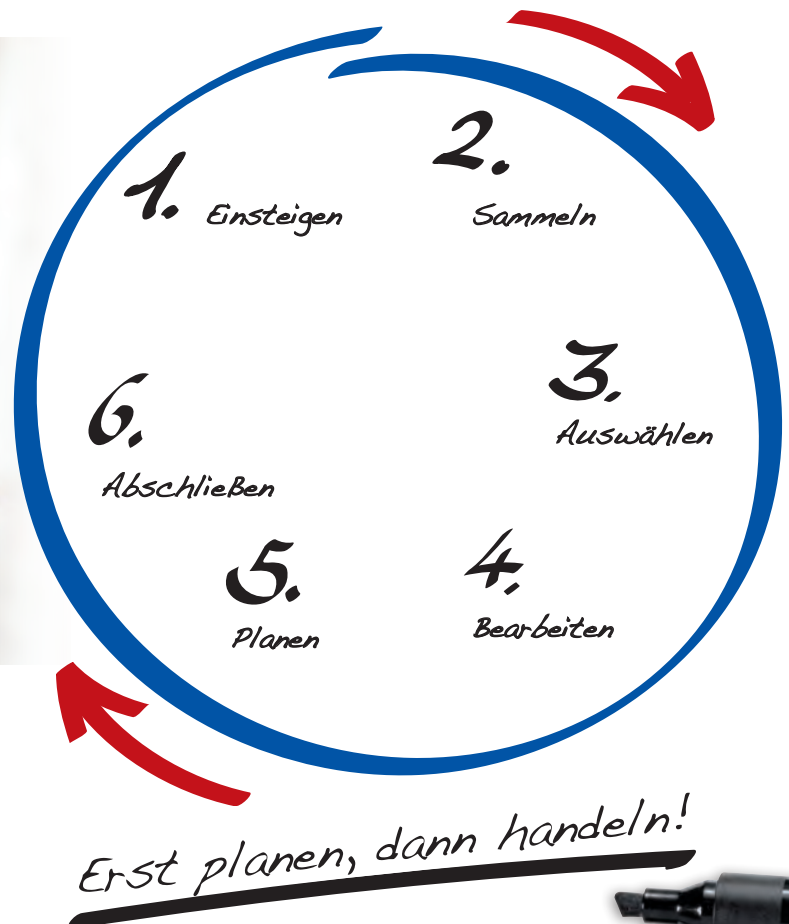 1. Einsteigen
2. Sammeln
3. Auswählen
4. Bearbeiten
5. Planen
6. Abschließen
Erst planen, dann handeln!